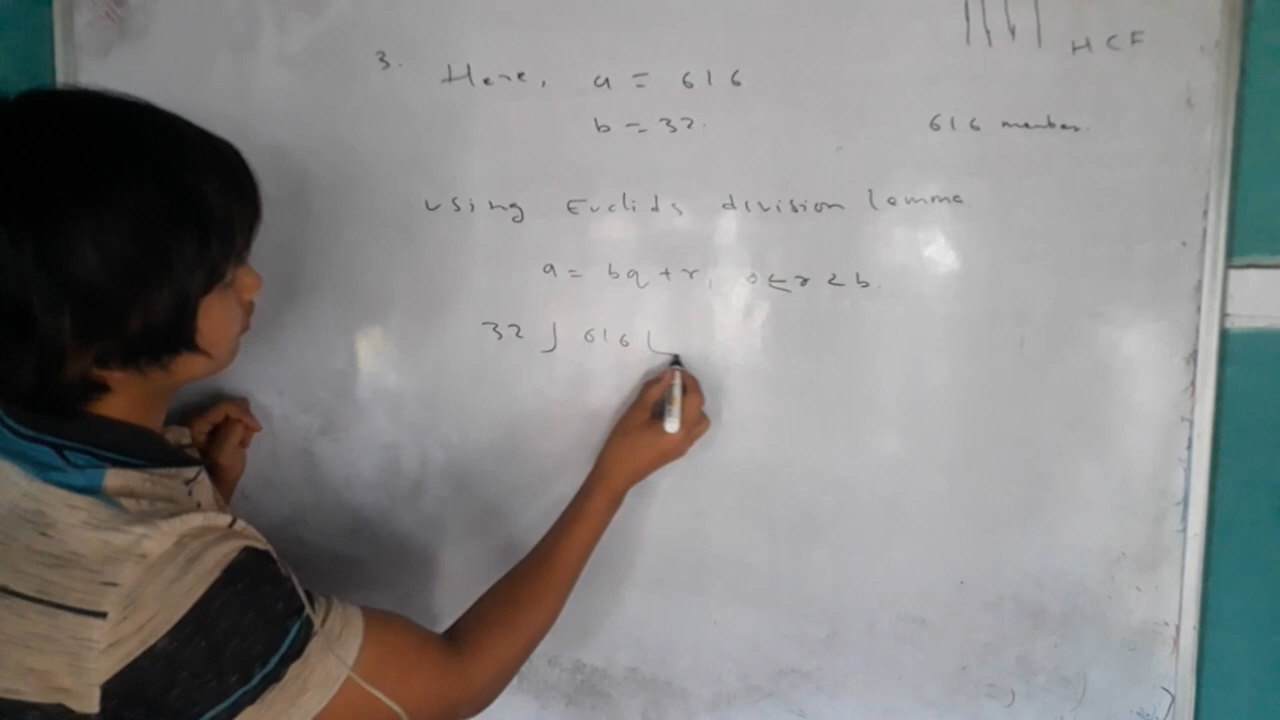 HCF
3. Here, a = 616
b = 32.
616 member.
Using Euclids division lemma
a = bq + r, 0 ≤ r < b.
32 ) 616 (